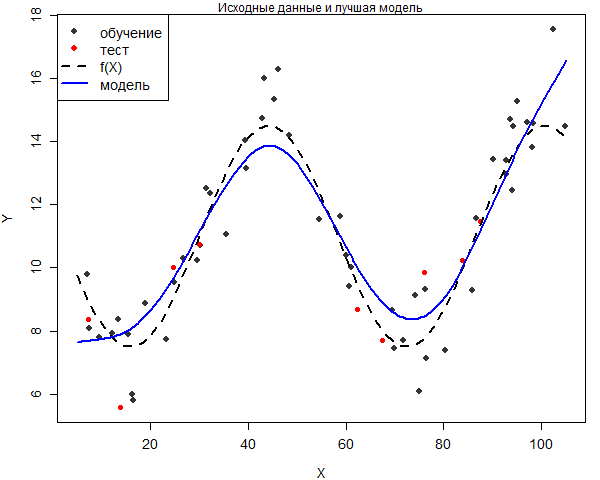 Исходные данные и лучшая модель
обучение
тест
f(X)
модель
18
16
14
12
10
8
6
Y
20 40 60 80 100
X